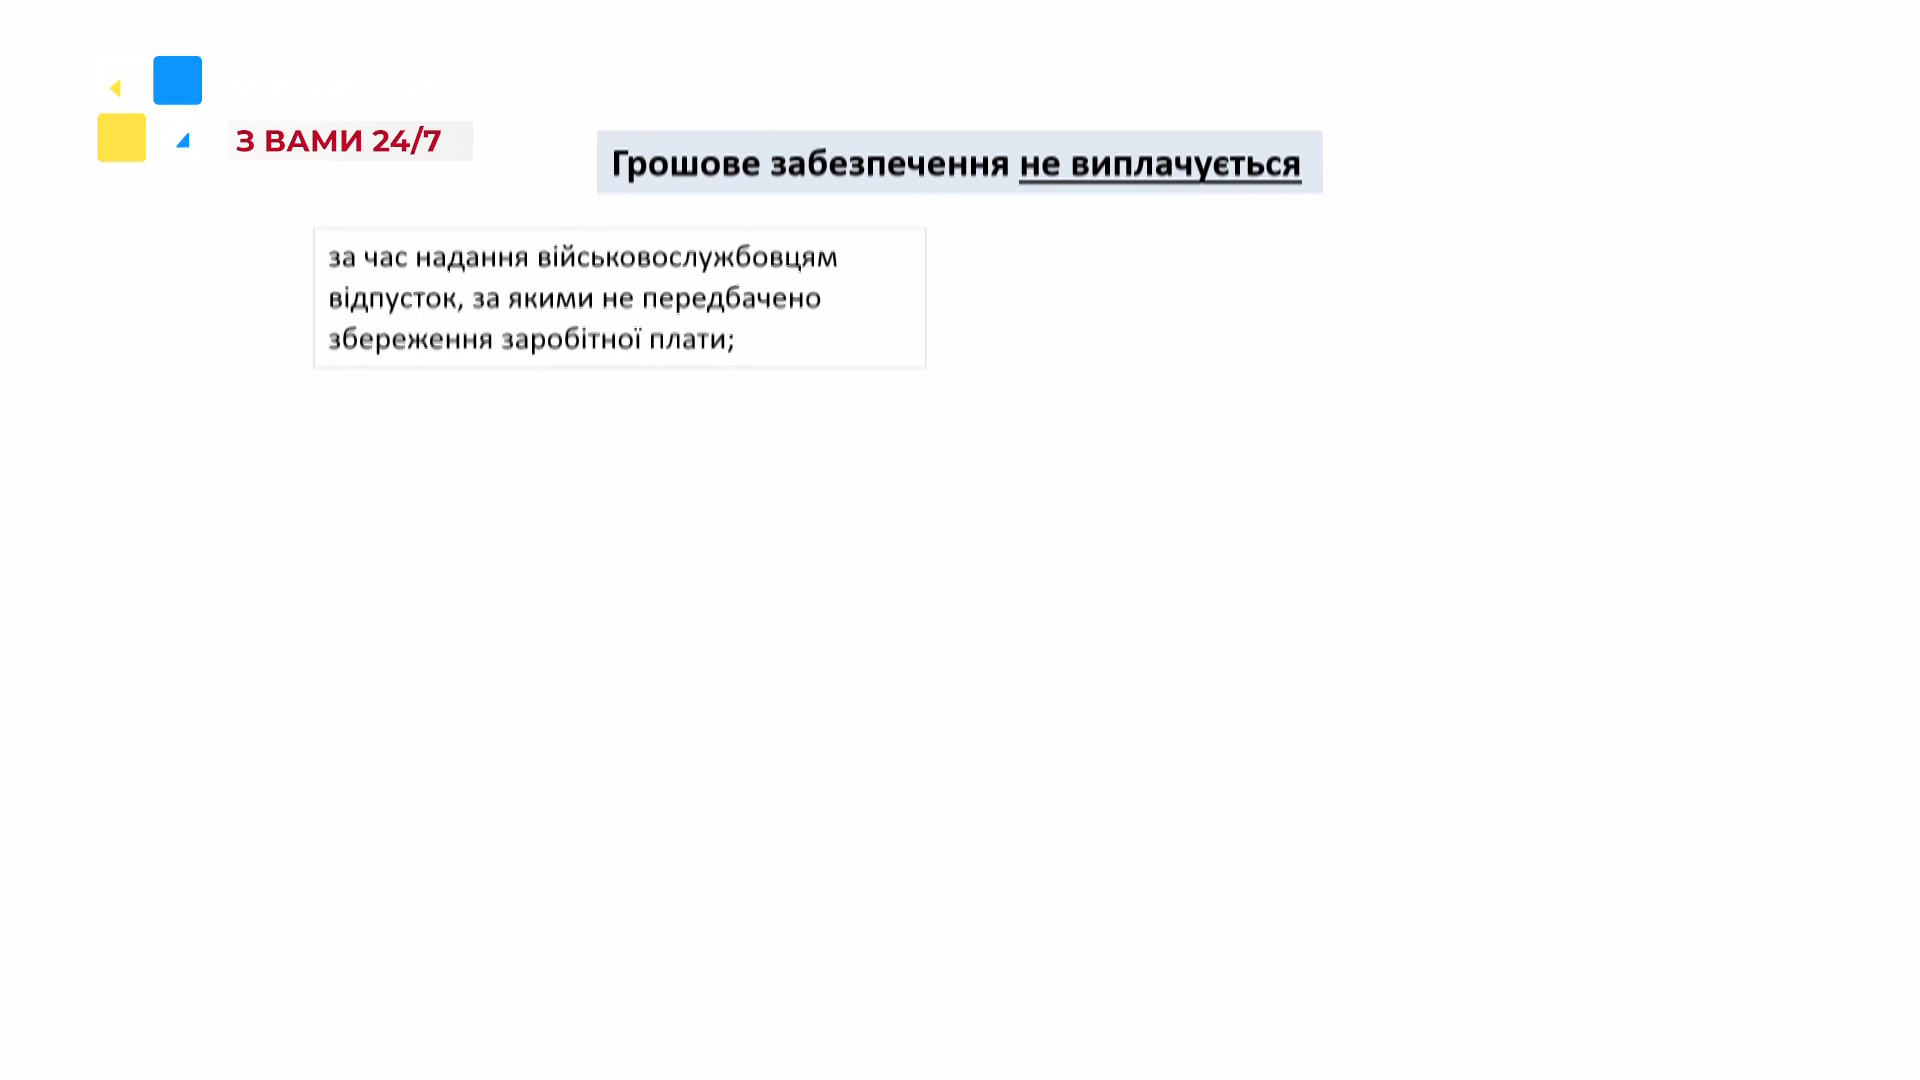 З ВАМИ 24/7
Грошове забезпечення не виплачується
за час надання військовослужбовцям
відпусток, за якими не передбачено
збереження заробітної плати;